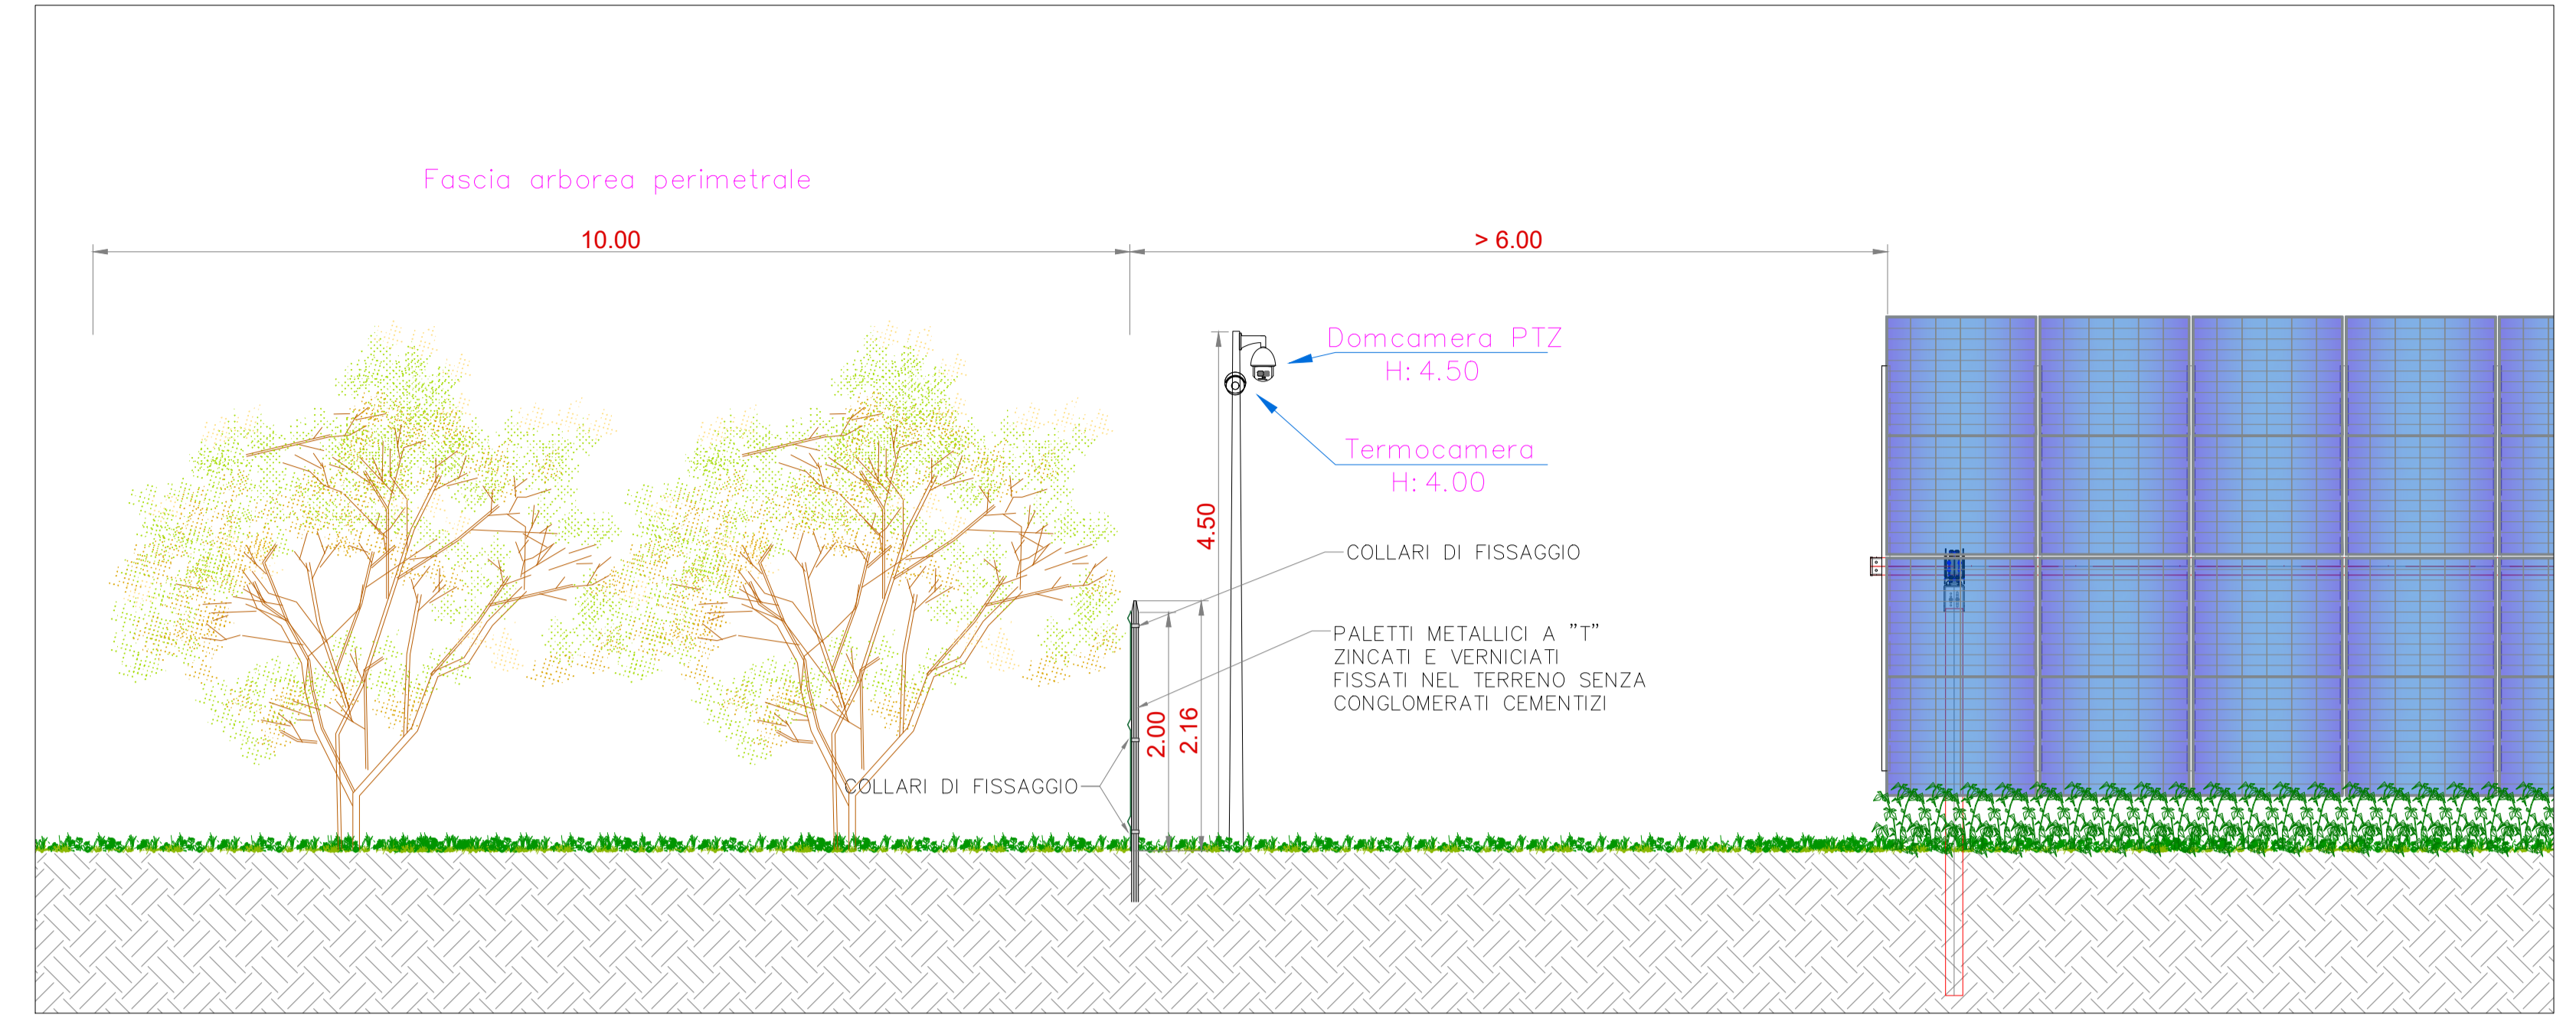 Fascia arborea perimetrale
10.00
> 6.00
Domcamera PTZ
H: 4.50
Termocamera
H: 4.00
4.50
COLLARI DI FISSAGGIO
PALETTI METALLICI A "T"
ZINCATI E VERNICIATI
FISSATI NEL TERRENO SENZA
CONGLOMERATI CEMENTIZI
2.00
2.16
COLLARI DI FISSAGGIO